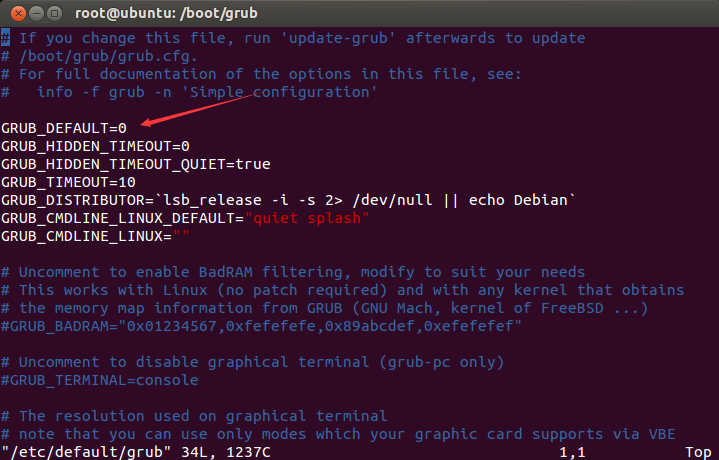 root@ubuntu: /boot/grub
# If you change this file, run 'update-grub' afterwards to update
# /boot/grub/grub.cfg.
# For full documentation of the options in this file, see:
#   info -f grub -n 'Simple configuration'
GRUB_DEFAULT=0
GRUB_HIDDEN_TIMEOUT=0
GRUB_HIDDEN_TIMEOUT_QUIET=true
GRUB_TIMEOUT=10
GRUB_DISTRIBUTOR=`lsb_release -i -s 2> /dev/null || echo Debian`
GRUB_CMDLINE_LINUX_DEFAULT="quiet splash"
GRUB_CMDLINE_LINUX=""
# Uncomment to enable BadRAM filtering, modify to suit your needs
# This works with Linux (no patch required) and with any kernel that obtains
# the memory map information from GRUB (GNU Mach, kernel of FreeBSD ...)
#GRUB_BADRAM="0x01234567,0xfefefefe,0x89abcdef,0xefefefef"
# Uncomment to disable graphical terminal (grub-pc only)
#GRUB_TERMINAL=console
# The resolution used on graphical terminal
# note that you can use only modes which your graphic card supports via VBE
"/etc/default/grub" 34L, 1237C 1,1 Top